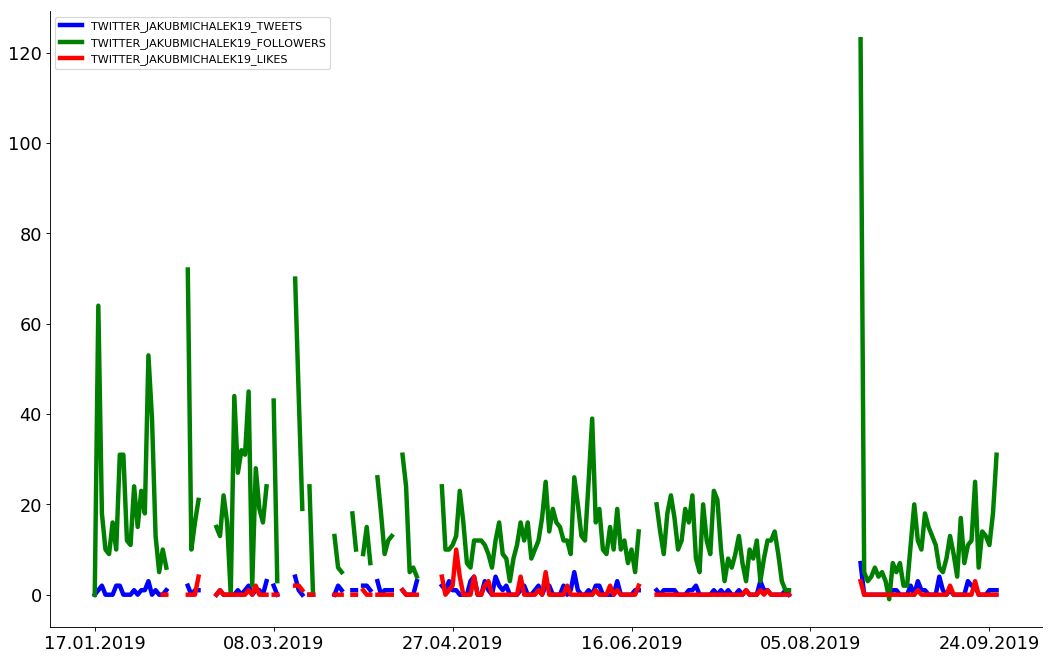 TWITTER_JAKUBMICHALEK19_TWEETS
TWITTER_JAKUBMICHALEK19_FOLLOWERS
TWITTER_JAKUBMICHALEK19_LIKES
120
100
80
60
40
20
0
17.01.2019 08.03.2019 27.04.2019 16.06.2019 05.08.2019 24.09.2019